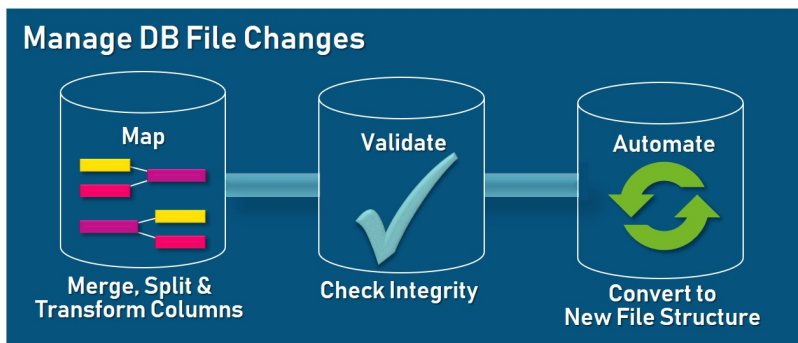 Manage DB File Changes
Map
Validate
Automate
Merge, Split &
Transform Columns
Check Integrity
Convert to
New File Structure